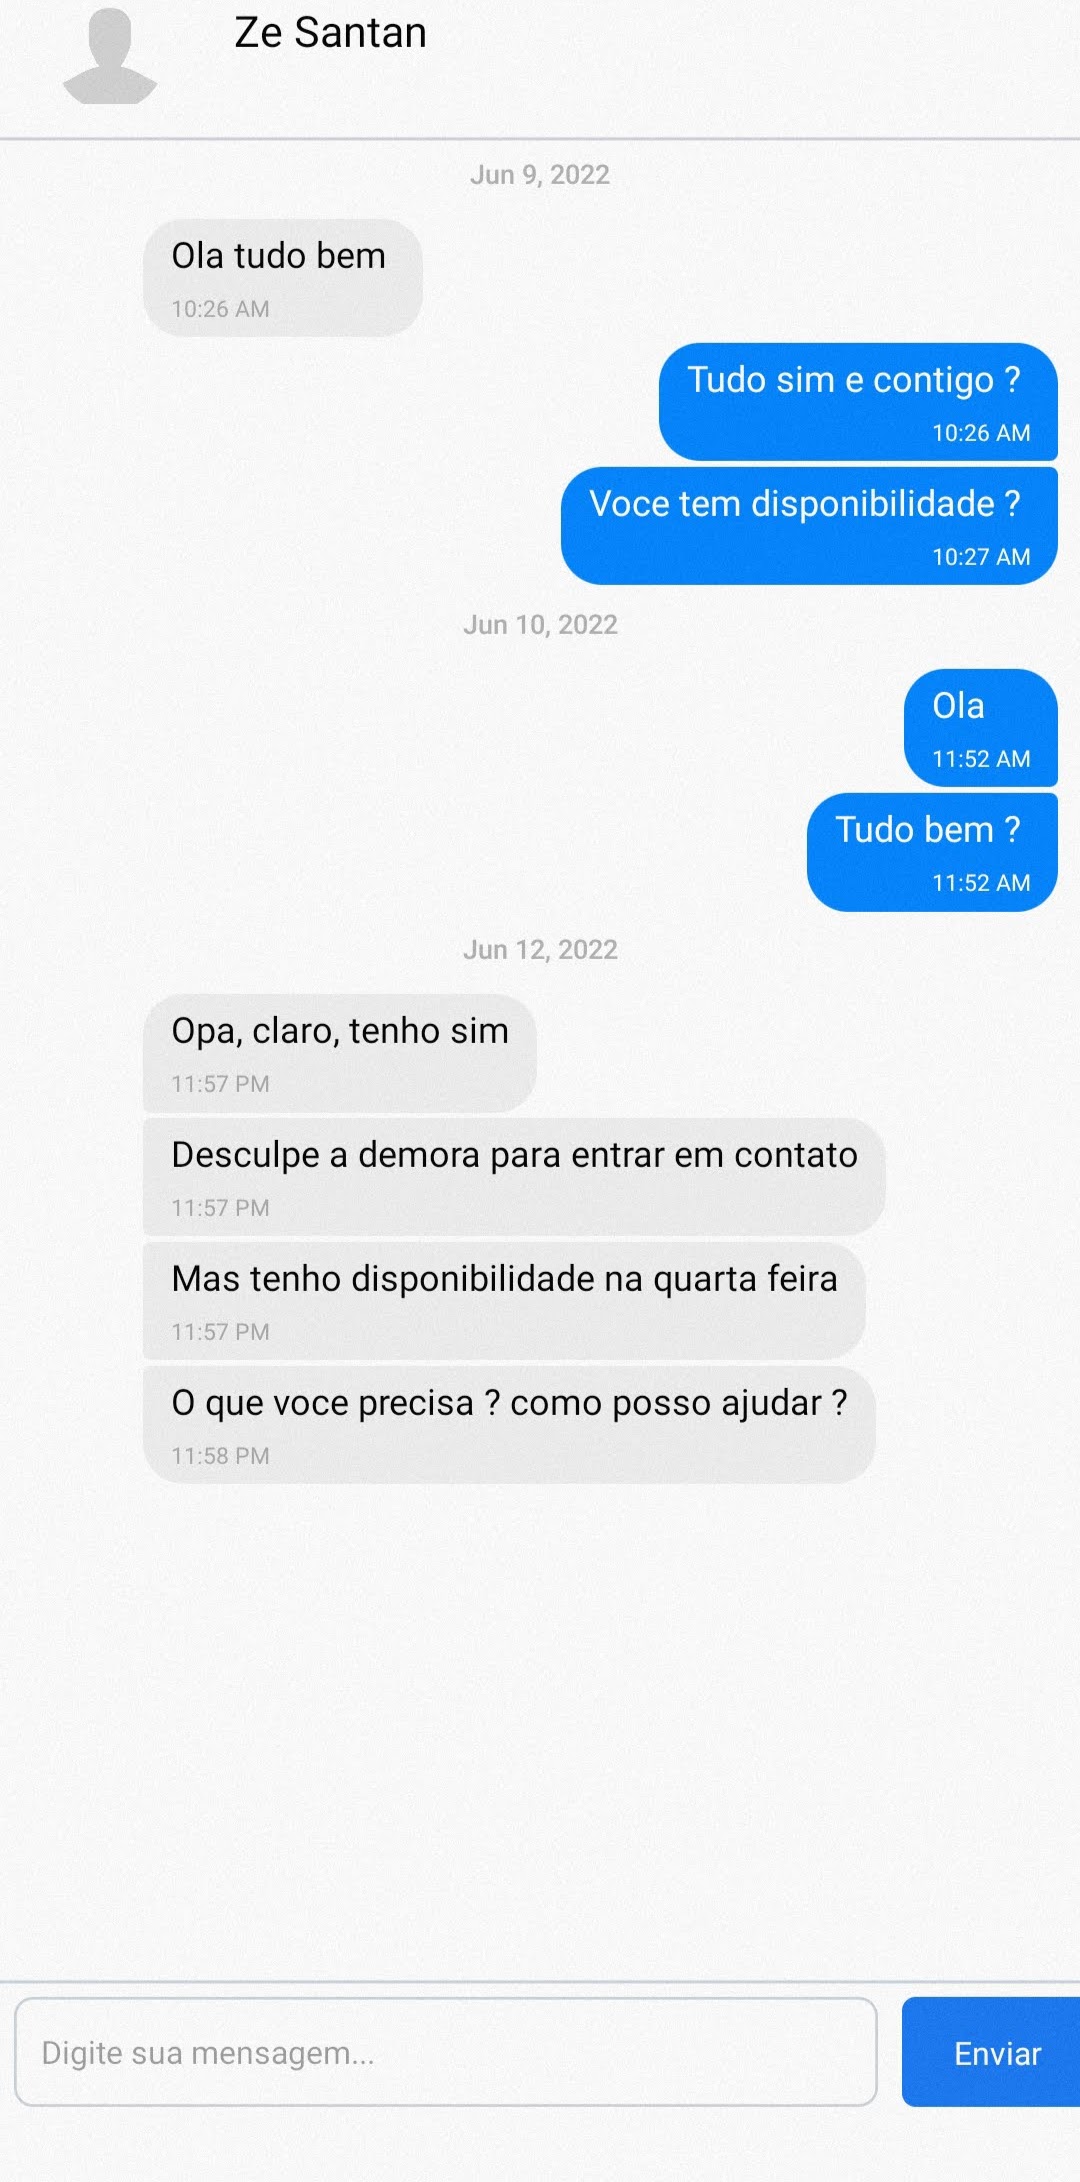 Ze Santan
Jun 9, 2022
Ola tudo bem
10:26 AM
Tudo sim e contigo ?
10:26 AM
Voce tem disponibilidade ?
10:27 AM
Jun 10, 2022
Ola
11:52 AM
Tudo bem ?
11:52 AM
Jun 12, 2022
Opa, claro, tenho sim
11:57 PM
Desculpe a demora para entrar em contato
11:57 PM
Mas tenho disponibilidade na quarta feira
11:57 PM
O que voce precisa ? como posso ajudar ?
11:58 PM
Digite sua mensagem...
Enviar